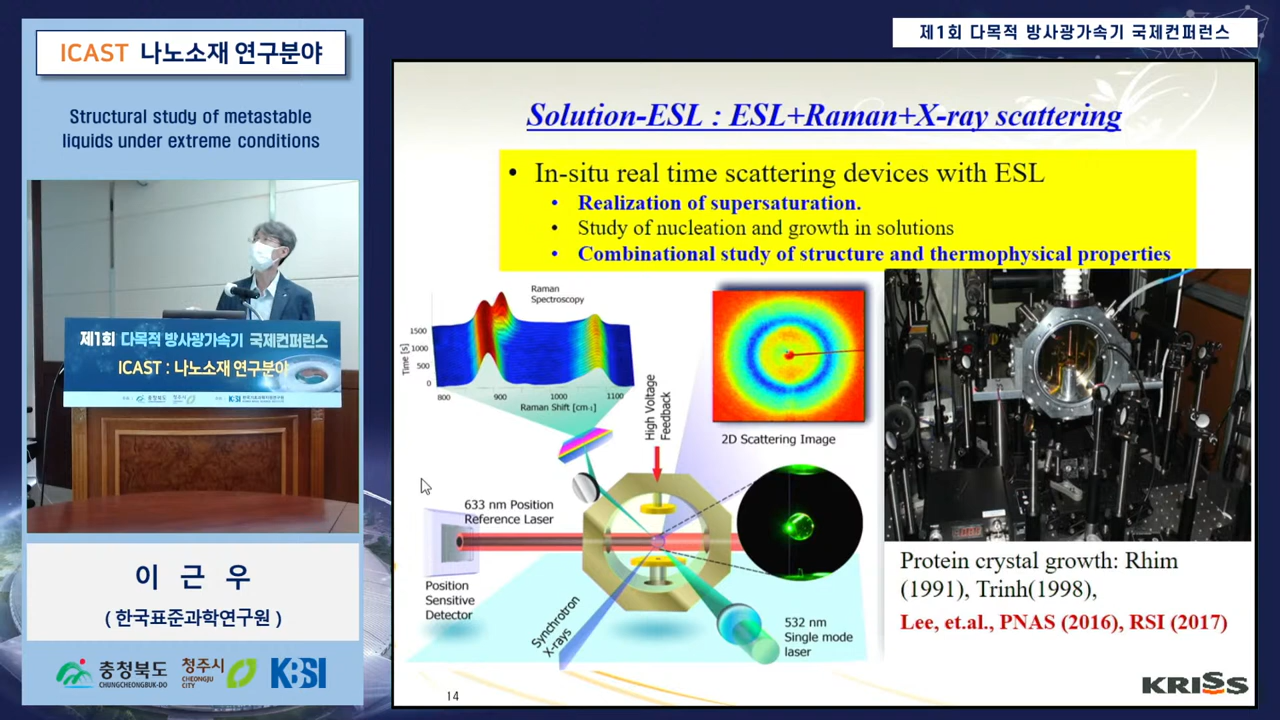 ICAST 나노소재 연구분야
제1회 다목적 방사광가속기 국제컨퍼런스
Structural study of metastable
liquids under extreme conditions
제1회 다목적 방사광가속기 국제컨퍼런스
ICAST : 나노소재 연구분야
충청북도
청주시
KBSI 한국기초과학지원연구원
이 근 우
( 한국표준과학연구원 )
충청북도
CHUNGCHEONGBUK-DO
청주시
CHEONGJU
CITY
KBSI
Solution-ESL : ESL+Raman+X-ray scattering
• In-situ real time scattering devices with ESL
• Realization of supersaturation.
• Study of nucleation and growth in solutions
• Combinational study of structure and thermophysical properties
Raman
Spectroscopy
Time [s]
1500
1000
500
0
800 900 1000 1100
Raman Shift [cm-1]
High Voltage
Feedback
2D Scattering Image
633 nm Position
Reference Laser
Position
Sensitive
Detector
Synchrotron
X-rays
532 nm
Single mode
laser
Protein crystal growth: Rhim
(1991), Trinh(1998),
Lee, et.al., PNAS (2016), RSI (2017)
14
KRISS